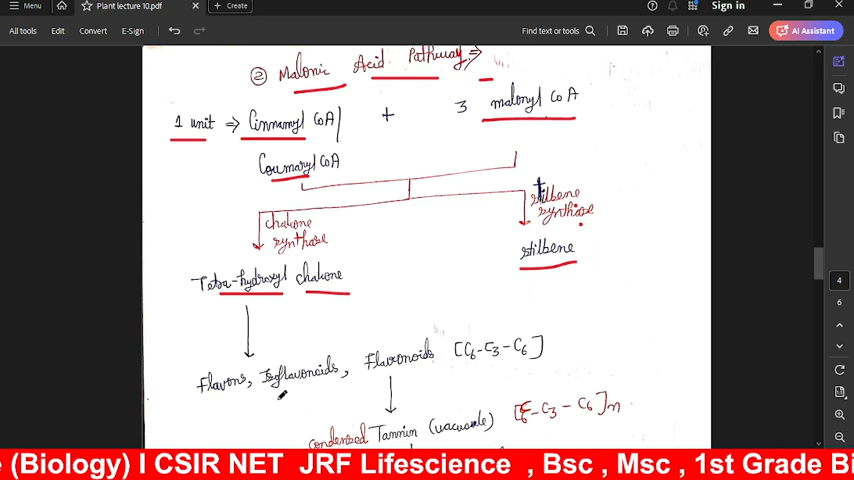 Menu
Plant lecture 10.pdf
+ Create
Sign in
All tools Edit Convert E-Sign
Find text or tools
AI Assistant
② Malonic Acid Pathway ⇒
1 unit ⇒ Cinnamyl CoA + 3 malonyl CoA
Coumaryl CoA
stilbene
synthase
chalcone
synthase
stilbene
Tetra-hydroxyl chalcone
Flavons, Isoflavonoids, Flavonoids [C6-C3-C6]
condenized Tannin (vacuole) [C6-C3-C6]n
4
6
e (Biology) I CSIR NET JRF Lifescience , Bsc , Msc , 1st Grade Bi